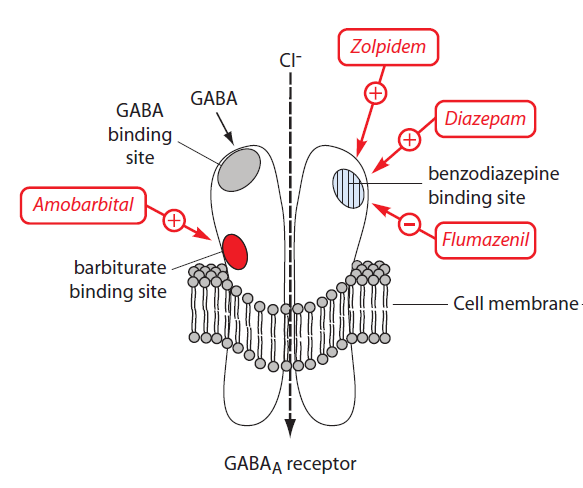 Zolpidem
Cl-
+
GABA
GABA
binding
site
Diazepam
+
benzodiazepine
binding site
Amobarbital
+
−
Flumazenil
barbiturate
binding site
Cell membrane
GABAA receptor